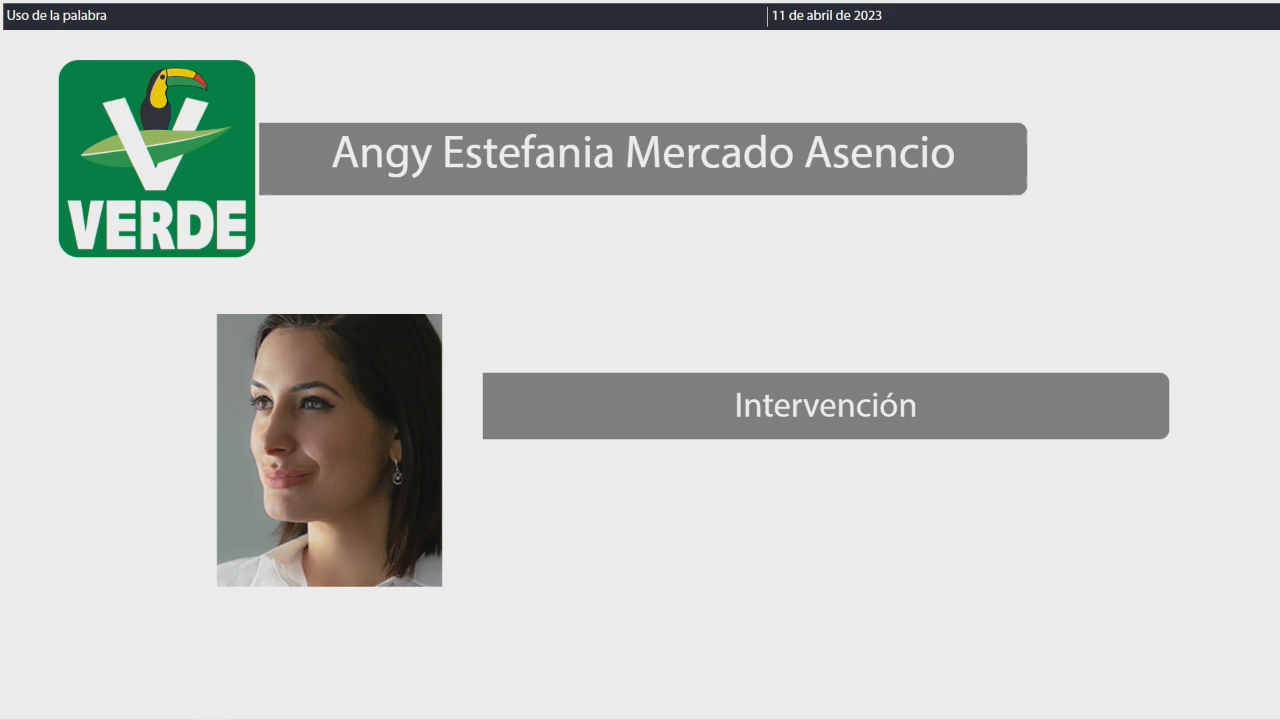 Uso de la palabra
11 de abril de 2023
Angy Estefania Mercado Asencio
VERDE
Intervención